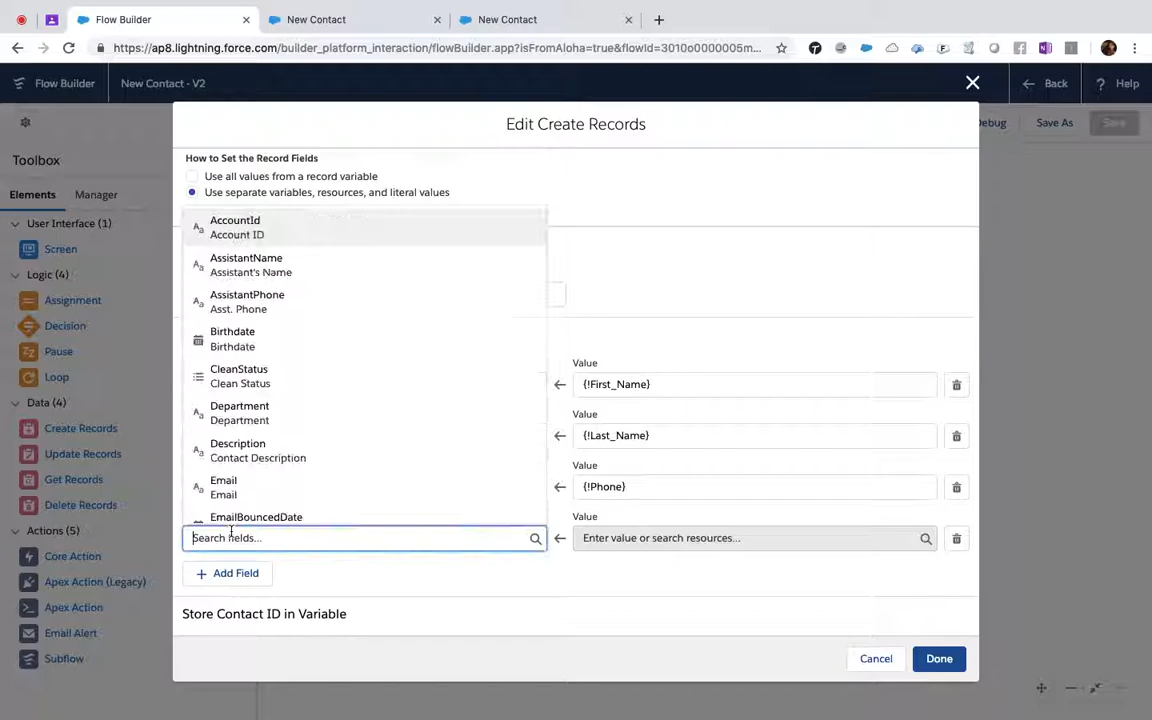 Flow Builder
New Contact
New Contact
https://ap8.lightning.force.com/builder_platform_interaction/flowBuilder.app?isFromAloha=true&flowId=3010o0000005m...
Flow Builder
New Contact - V2
Back
? Help
Debug
Save As
Save
Toolbox
Elements
Manager
User Interface (1)
Screen
Logic (4)
Assignment
Decision
Pause
Loop
Data (4)
Create Records
Update Records
Get Records
Delete Records
Actions (5)
Core Action
Apex Action (Legacy)
Apex Action
Email Alert
Subflow
Edit Create Records
How to Set the Record Fields
Use all values from a record variable
Use separate variables, resources, and literal values
AccountId
Account ID
AssistantName
Assistant's Name
AssistantPhone
Asst. Phone
Birthdate
Birthdate
CleanStatus
Clean Status
Department
Department
Description
Contact Description
Email
Email
EmailBouncedDate
Search fields...
Value
{!First_Name}
Value
{!Last_Name}
Value
{!Phone}
Value
Enter value or search resources...
+ Add Field
Store Contact ID in Variable
Cancel
Done